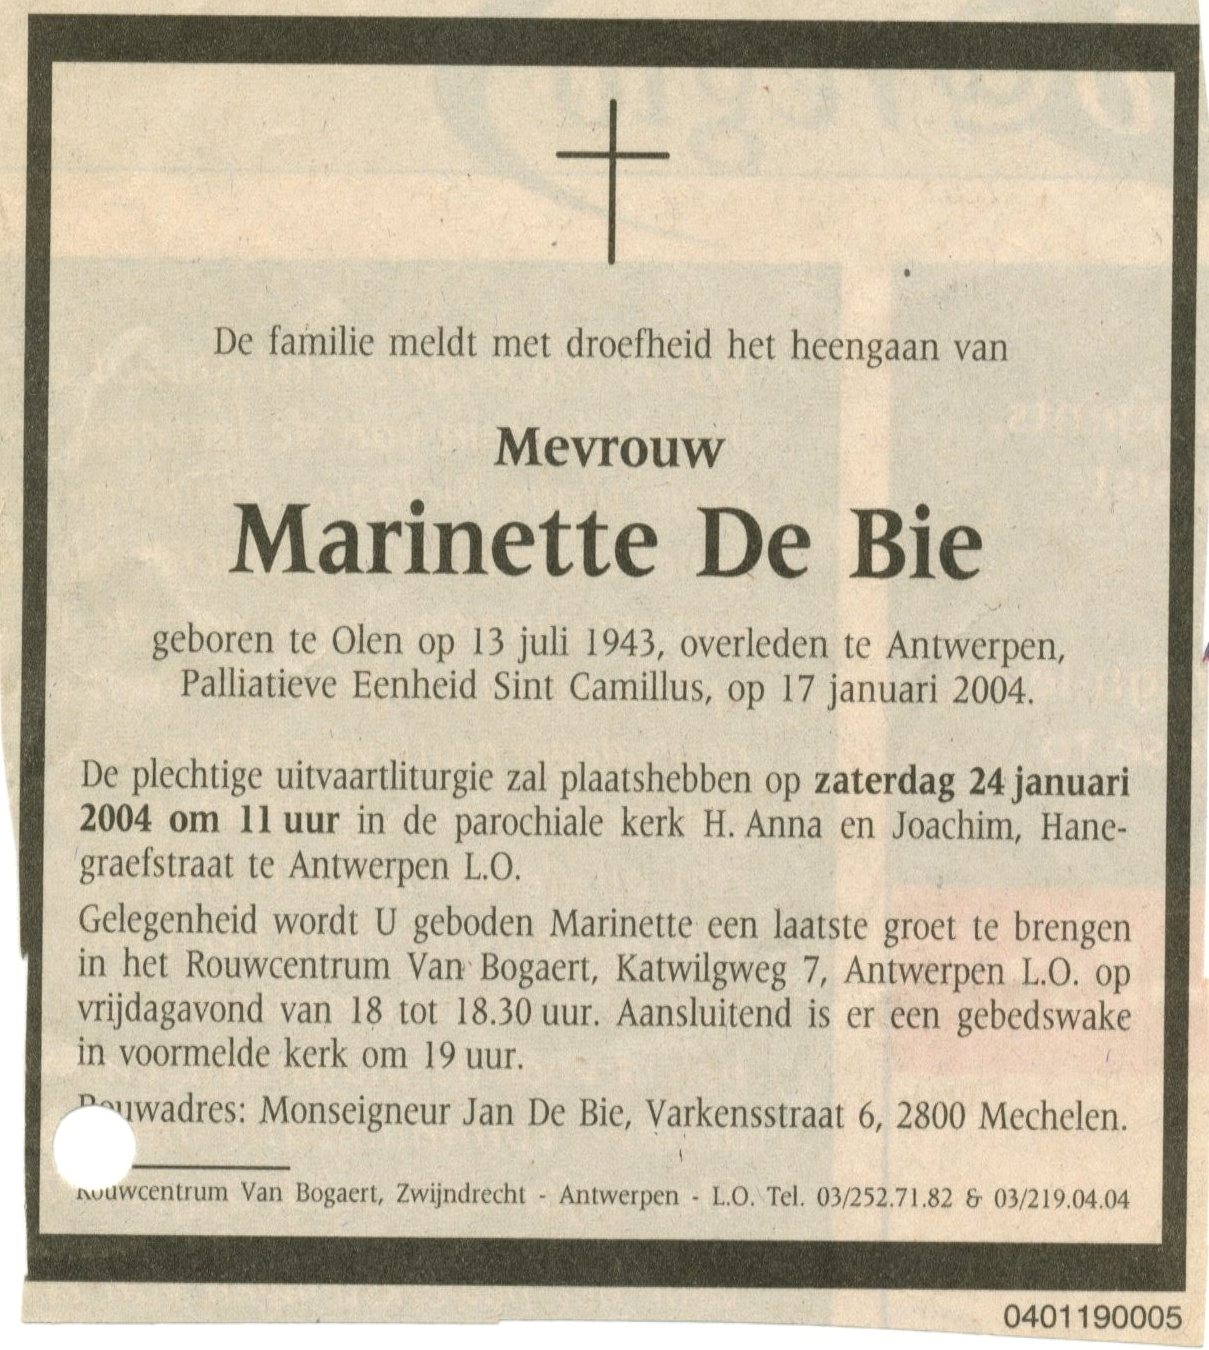 De familie meldt met droefheid het heengaan van
Mevrouw
Marinette De Bie
geboren te Olen op 13 juli 1943, overleden te Antwerpen,
Palliatieve Eenheid Sint Camillus, op 17 januari 2004.
De plechtige uitvaartliturgie zal plaatshebben op zaterdag 24 januari
2004 om 11 uur in de parochiale kerk H. Anna en Joachim, Hane-
graefstraat te Antwerpen L.O.
Gelegenheid wordt U geboden Marinette een laatste groet te brengen
in het Rouwcentrum Van Bogaert, Katwilgweg 7, Antwerpen L.O. op
vrijdagavond van 18 tot 18.30 uur. Aansluitend is er een gebedswake
in voormelde kerk om 19 uur.
Rouwadres: Monseigneur Jan De Bie, Varkensstraat 6, 2800 Mechelen.
Rouwcentrum Van Bogaert, Zwijndrecht - Antwerpen - L.O. Tel. 03/252.71.82 & 03/219.04.04
0401190005